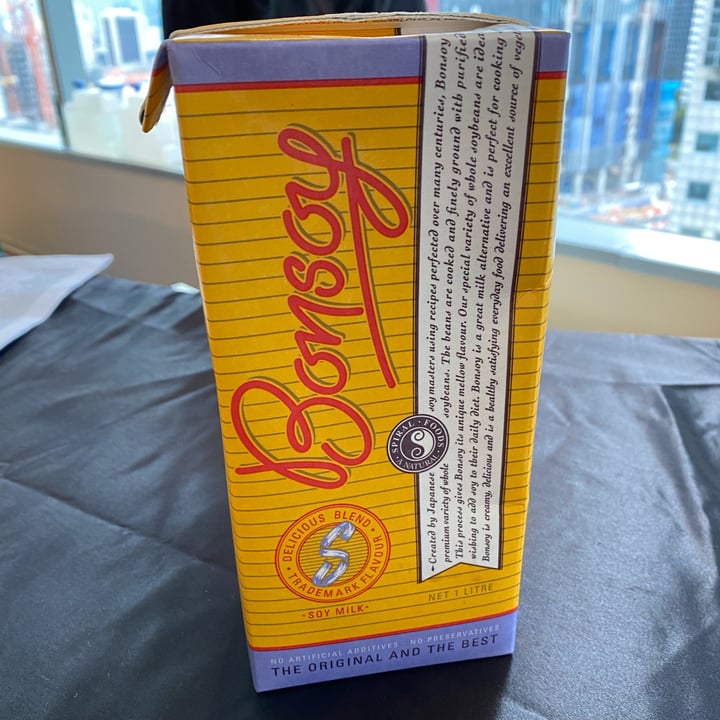 Bonsoy
Created by Japanese soy masters using recipes perfected over many centuries, Bonsoy
premium variety of whole soybeans. The beans are cooked and finely ground with purified
This process gives Bonsoy its unique mellow flavour. Our special variety of whole soybeans are idea
wishing to add soy to their daily diet. Bonsoy is a great milk alternative and is perfect for cooking
Bonsoy is creamy, delicious and is a healthy satisfying everyday food delivering an excellent source of vege
SPIRAL • FOODS
• A NATURAL •
• DELICIOUS BLEND •
S
TRADEMARK FLAVOUR
• SOY MILK •
NET 1 LITRE
NO ARTIFICIAL ADDITIVES NO PRESERVATIVES
THE ORIGINAL AND THE BEST